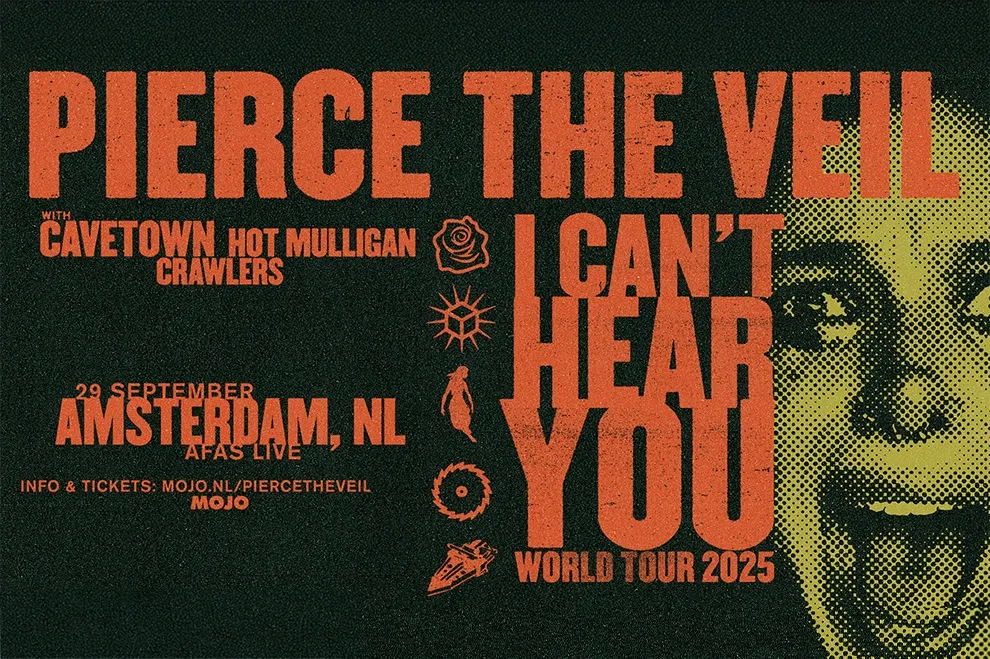 PIERCE THE VEIL
WITH
CAVETOWN HOT MULLIGAN
CRAWLERS
29 SEPTEMBER
AMSTERDAM, NL
AFAS LIVE
INFO & TICKETS: MOJO.NL/PIERCETHEVEIL
MOJO
I CAN'T
HEAR
YOU
WORLD TOUR 2025